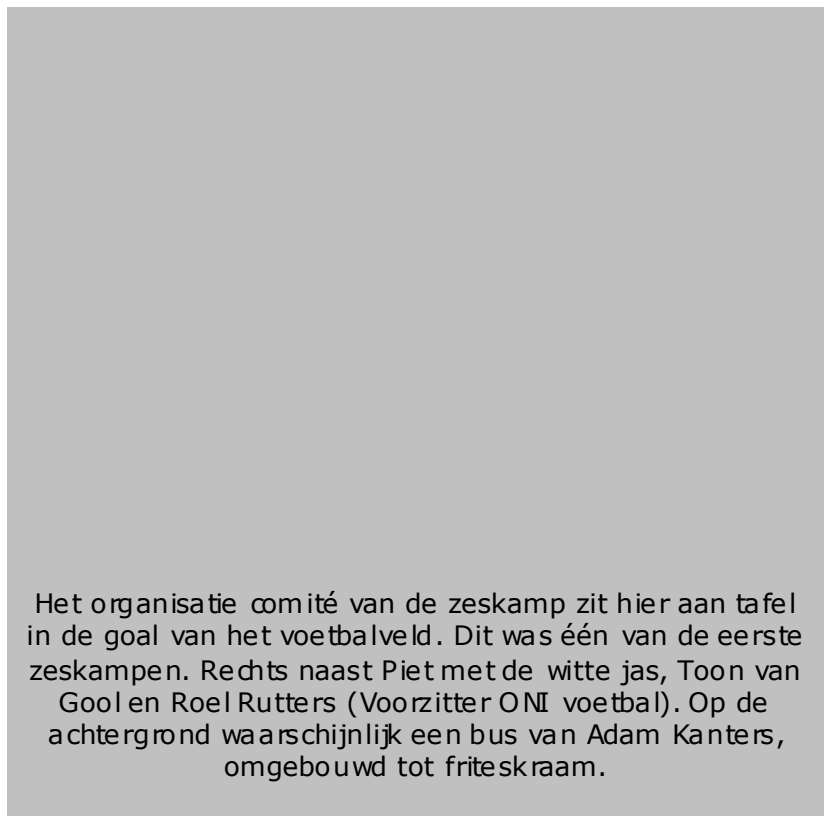 Het organisatie comité van de zeskamp zit hier aan tafel
in de goal van het voetbalveld. Dit was één van de eerste
zeskampen. Rechts naast Piet met de witte jas, Toon van
Gool en Roel Rutters (Voorzitter ONI voetbal). Op de
achtergrond waarschijnlijk een bus van Adam Kanters,
omgebouwd tot friteskraam.